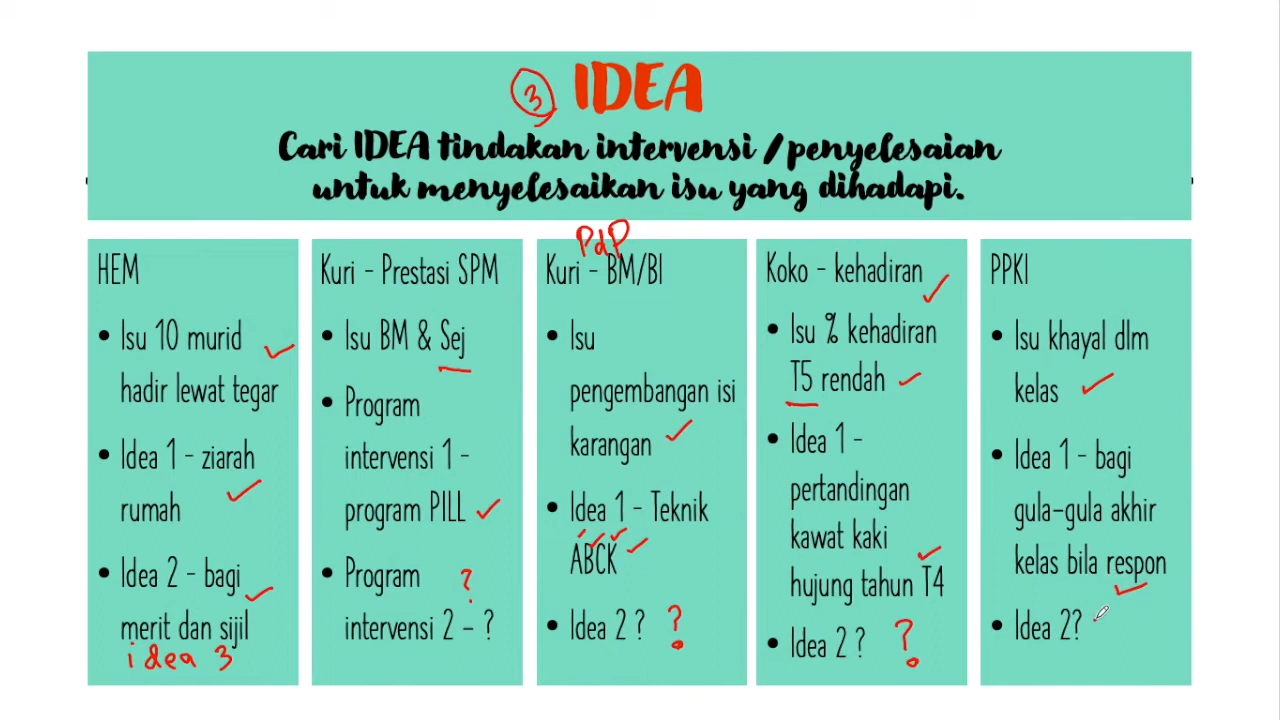 3 IDEA
Cari IDEA tindakan intervensi /penyelesaian
untuk menyelesaikan isu yang dihadapi.
HEM
• Isu 10 murid
hadir lewat tegar
• Idea 1 - ziarah
rumah
• Idea 2 - bagi
merit dan sijil
idea 3
Kuri - Prestasi SPM
• Isu BM & Sej
• Program
intervensi 1 -
program PILL
• Program ?
intervensi 2 - ?
PdP
Kuri - BM/BI
• Isu
pengembangan isi
karangan
• Idea 1 - Teknik
ABCK
• Idea 2 ? ?
Koko - kehadiran
• Isu % kehadiran
T5 rendah
• Idea 1 -
pertandingan
kawat kaki
hujung tahun T4
• Idea 2 ? ?
PPKI
• Isu khayal dlm
kelas
• Idea 1 - bagi
gula-gula akhir
kelas bila respon
• Idea 2?